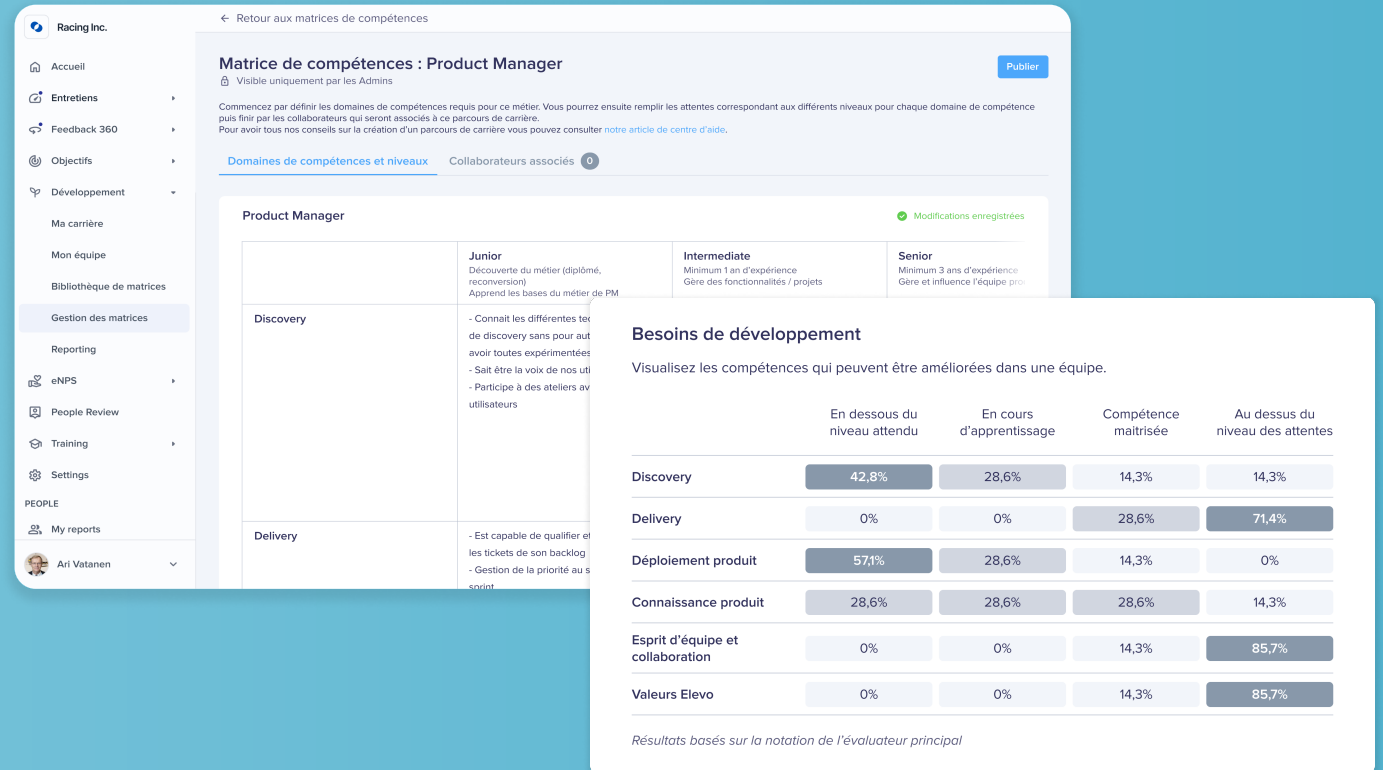 Racing Inc.
Accueil
Entretiens
Feedback 360
Objectifs
Développement
Ma carrière
Mon équipe
Bibliothèque de matrices
Gestion des matrices
Reporting
eNPS
People Review
Training
Settings
PEOPLE
My reports
Ari Vatanen
Retour aux matrices de compétences
Matrice de compétences : Product Manager
Visible uniquement par les Admins
Publier
Commencez par définir les domaines de compétences requis pour ce métier. Vous pourrez ensuite remplir les attentes correspondant aux différents niveaux pour chaque domaine de compétence
puis finir par les collaborateurs qui seront associés à ce parcours de carrière.
Pour avoir tous nos conseils sur la création d'un parcours de carrière vous pouvez consulter notre article de centre d'aide.
Domaines de compétences et niveaux
Collaborateurs associés 0
Product Manager
Modifications enregistrées
Junior
Découverte du métier (diplômé,
reconversion)
Apprend les bases du métier de PM
Intermediate
Minimum 1 an d'expérience
Gère des fonctionnalités / projets
Senior
Minimum 3 ans d'expérience
Gère et influence l'équipe
Discovery
- Connait les différentes
de discovery sans pour
avoir toutes expérimentées
- Sait être la voix de nos
- Participe à des ateliers
utilisateurs
Delivery
- Est capable de qualifier
les tickets de son backlog
- Gestion de la priorité au
sprint
Besoins de développement
Visualisez les compétences qui peuvent être améliorées dans une équipe.
En dessous du
niveau attendu
En cours
d'apprentissage
Compétence
maitrisée
Au dessus du
niveau des attentes
Discovery 42,8% 28,6% 14,3% 14,3%
Delivery 0% 0% 28,6% 71,4%
Déploiement produit 57,1% 28,6% 14,3% 0%
Connaissance produit 28,6% 28,6% 28,6% 14,3%
Esprit d'équipe et
collaboration 0% 0% 14,3% 85,7%
Valeurs Elevo 0% 0% 14,3% 85,7%
Résultats basés sur la notation de l'évaluateur principal